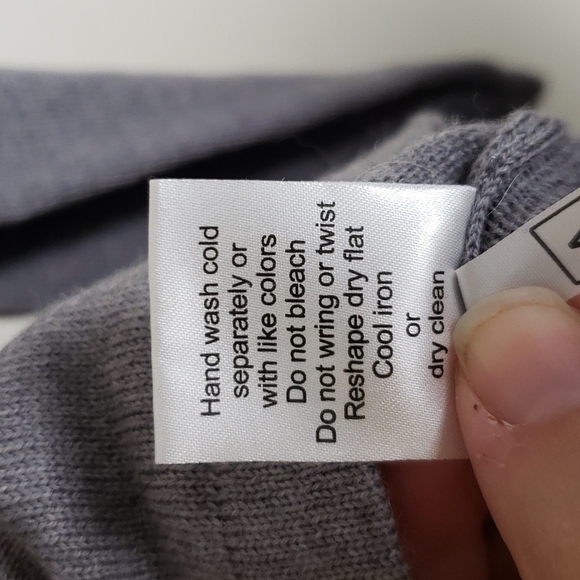 Hand wash cold
separately or
with like colors
Do not bleach
Do not wring or twist
Reshape dry flat
Cool iron
or
dry clean